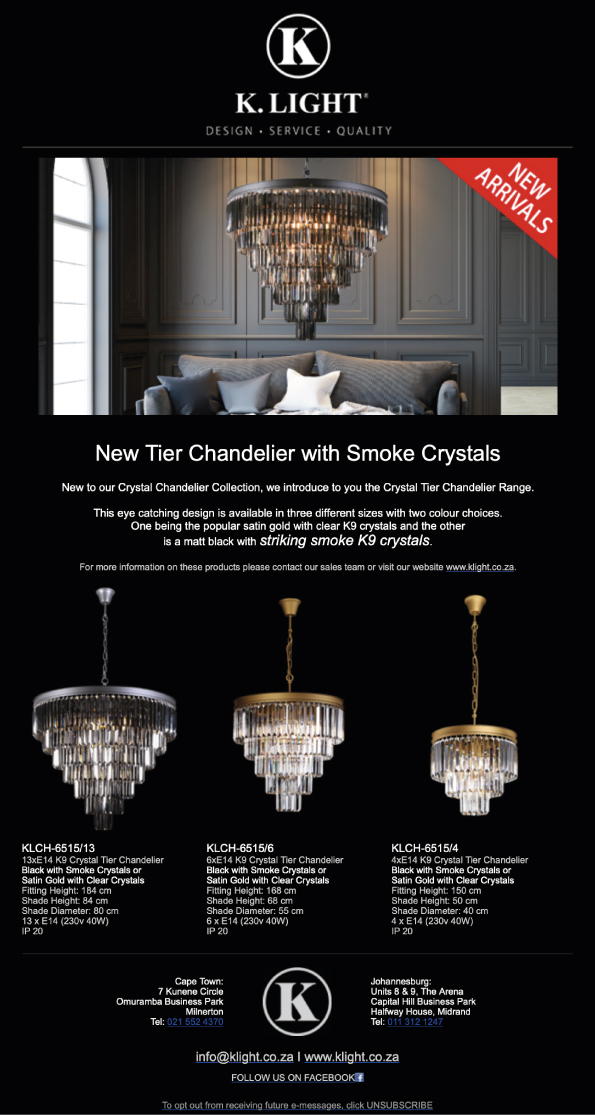 K
K. LIGHT®
DESIGN • SERVICE • QUALITY
NEW
ARRIVALS
New Tier Chandelier with Smoke Crystals
New to our Crystal Chandelier Collection, we introduce to you the Crystal Tier Chandelier Range.
This eye catching design is available in three different sizes with two colour choices.
One being the popular satin gold with clear K9 crystals and the other
is a matt black with striking smoke K9 crystals.
For more information on these products please contact our sales team or visit our website www.klight.co.za.
KLCH-6515/13
13xE14 K9 Crystal Tier Chandelier
Black with Smoke Crystals or
Satin Gold with Clear Crystals
Fitting Height: 184 cm
Shade Height: 84 cm
Shade Diameter: 80 cm
13 x E14 (230v 40W)
IP 20
KLCH-6515/6
6xE14 K9 Crystal Tier Chandelier
Black with Smoke Crystals or
Satin Gold with Clear Crystals
Fitting Height: 168 cm
Shade Height: 68 cm
Shade Diameter: 55 cm
6 x E14 (230v 40W)
IP 20
KLCH-6515/4
4xE14 K9 Crystal Tier Chandelier
Black with Smoke Crystals or
Satin Gold with Clear Crystals
Fitting Height: 150 cm
Shade Height: 50 cm
Shade Diameter: 40 cm
4 x E14 (230v 40W)
IP 20
Cape Town:
7 Kunene Circle
Omuramba Business Park
Milnerton
Tel: 021 552 4370
K
Johannesburg:
Units 8 & 9, The Arena
Capital Hill Business Park
Halfway House, Midrand
Tel: 011 312 1247
info@klight.co.za I www.klight.co.za
FOLLOW US ON FACEBOOK f
To opt out from receiving future e-messages, click UNSUBSCRIBE